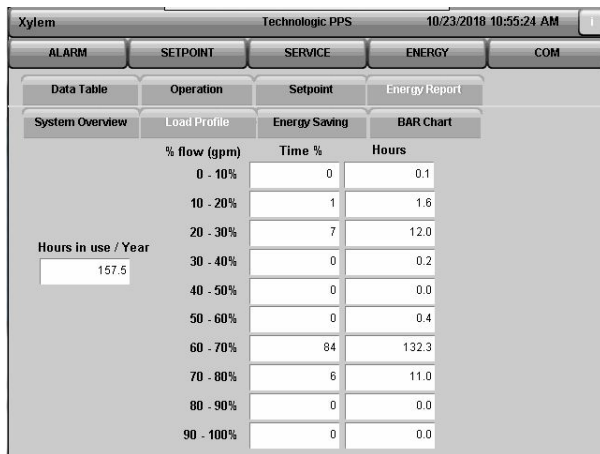 Xylem Technologic PPS 10/23/2018 10:55:24 AM
ALARM SETPOINT SERVICE ENERGY COM
Data Table Operation Setpoint Energy Report
System Overview Load Profile Energy Saving BAR Chart
% flow (gpm) Time % Hours
0 - 10% 0 0.1
10 - 20% 1 1.6
20 - 30% 7 12.0
Hours in use / Year
30 - 40% 0 0.2
157.5
40 - 50% 0 0.0
50 - 60% 0 0.4
60 - 70% 84 132.3
70 - 80% 6 11.0
80 - 90% 0 0.0
90 - 100% 0 0.0